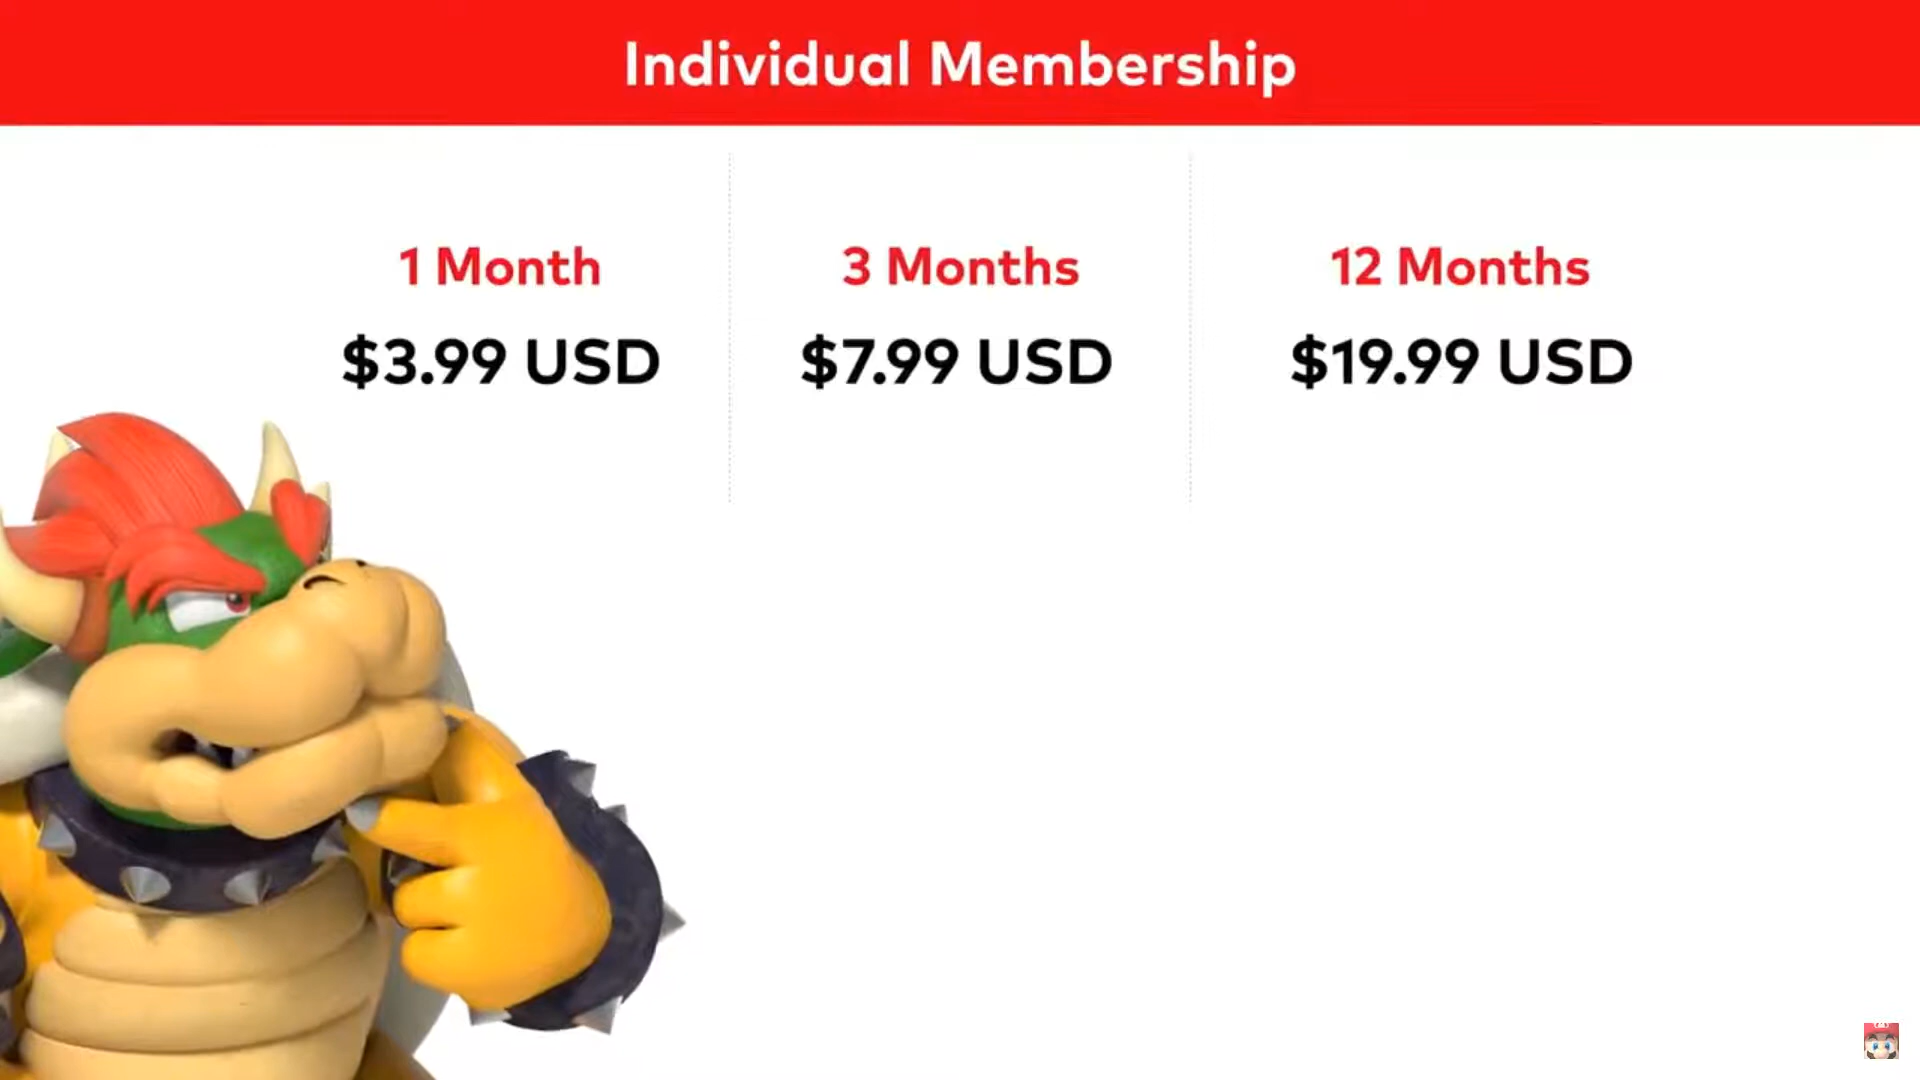 Individual Membership
1 Month
$3.99 USD
3 Months
$7.99 USD
12 Months
$19.99 USD